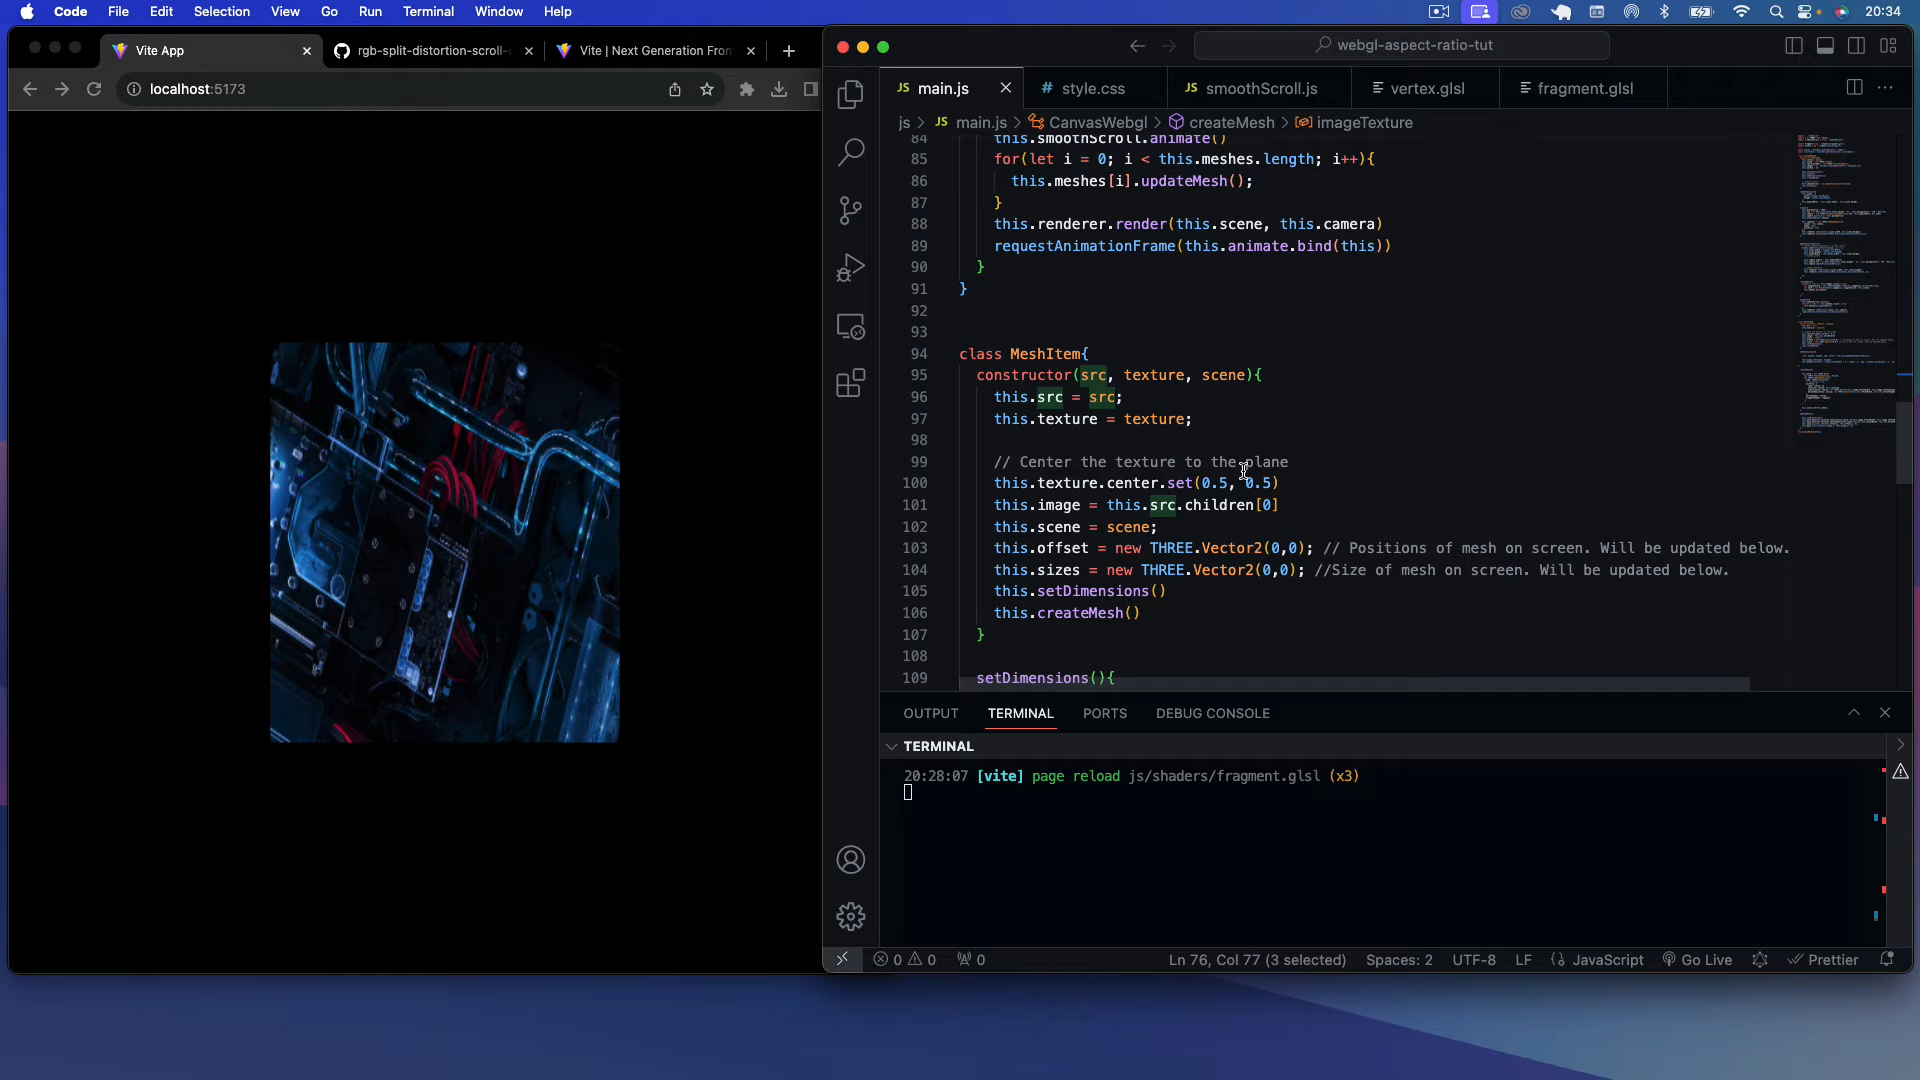 Code File Edit Selection View Go Run Terminal Window Help 20:34
Vite App rgb-split-distortion-scroll- Vite | Next Generation Fron
localhost:5173
webgl-aspect-ratio-tut
JS main.js # style.css JS smoothScroll.js vertex.glsl fragment.glsl
js > JS main.js > CanvasWebgl > createMesh > imageTexture
84 this.smoothScroll.animate()
85 for(let i = 0; i < this.meshes.length; i++){
86 this.meshes[i].updateMesh();
87 }
88 this.renderer.render(this.scene, this.camera)
89 requestAnimationFrame(this.animate.bind(this))
90 }
91 }
92
93
94 class MeshItem{
95 constructor(src, texture, scene){
96 this.src = src;
97 this.texture = texture;
98
99 // Center the texture to the plane
100 this.texture.center.set(0.5, 0.5)
101 this.image = this.src.children[0]
102 this.scene = scene;
103 this.offset = new THREE.Vector2(0,0); // Positions of mesh on screen. Will be updated below.
104 this.sizes = new THREE.Vector2(0,0); //Size of mesh on screen. Will be updated below.
105 this.setDimensions()
106 this.createMesh()
107 }
108
109 setDimensions(){
OUTPUT TERMINAL PORTS DEBUG CONSOLE
TERMINAL
20:28:07 [vite] page reload js/shaders/fragment.glsl (x3)
0 0 0 Ln 76, Col 77 (3 selected) Spaces: 2 UTF-8 LF JavaScript Go Live Prettier